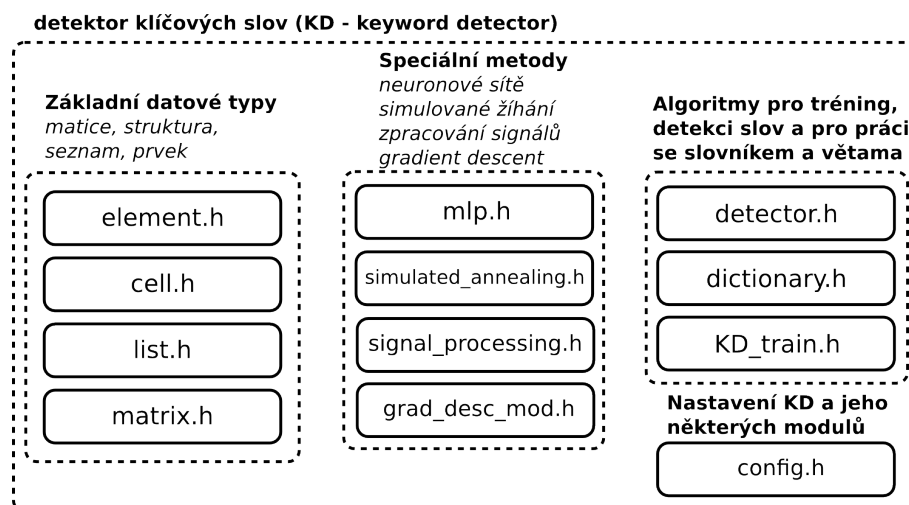 detektor klíčových slov (KD - keyword detector)
Základní datové typy
matice, struktura,
seznam, prvek
element.h
cell.h
list.h
matrix.h
Speciální metody
neuronové sítě
simulované žíhání
zpracování signálů
gradient descent
mlp.h
simulated_annealing.h
signal_processing.h
grad_desc_mod.h
Algoritmy pro tréning,
detekci slov a pro práci
se slovníkem a větama
detector.h
dictionary.h
KD_train.h
Nastavení KD a jeho
některých modulů
config.h